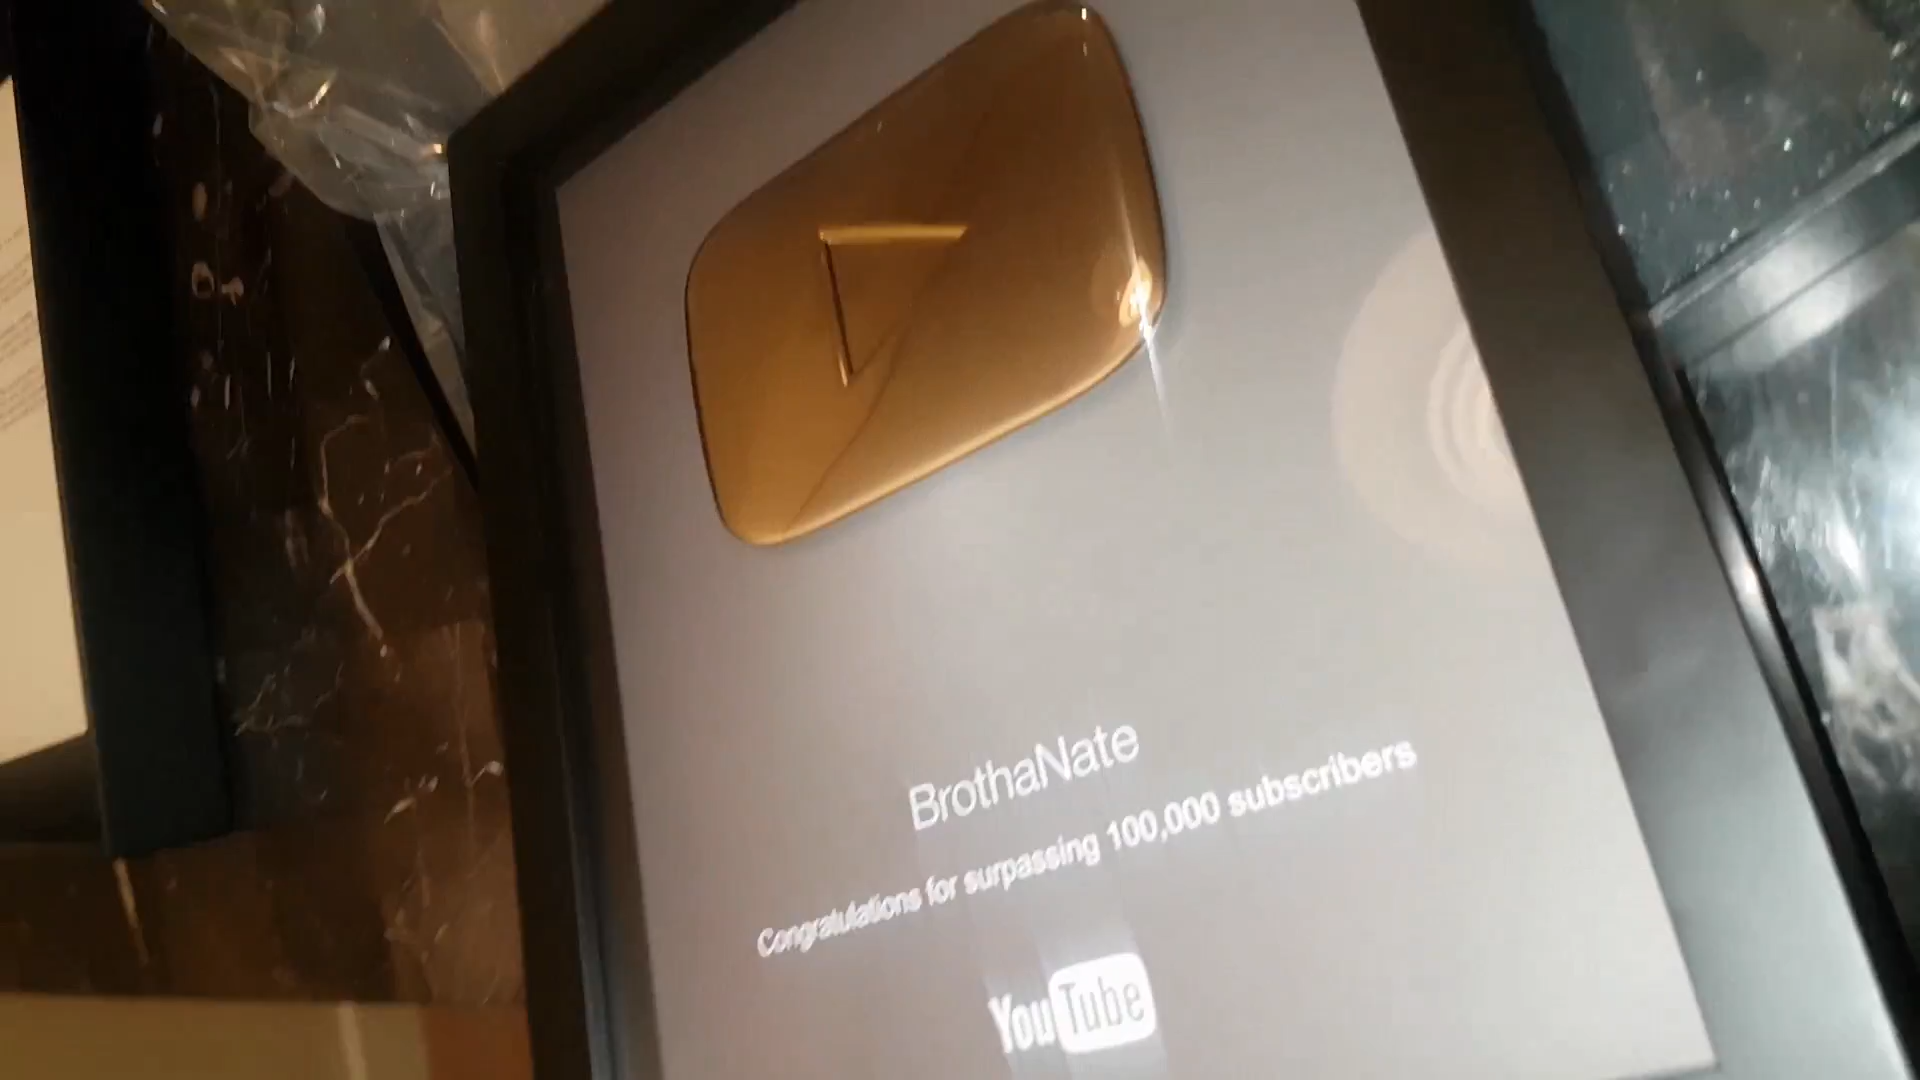 BrothaNate
Congratulations for surpassing 100,000 subscribers
YouTube